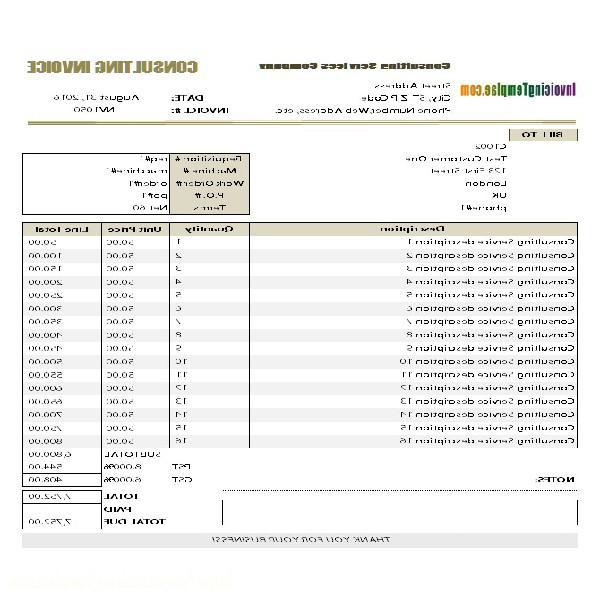 Consulting Services Company CONSULTING INVOICE
InvoicingTemplate.com
Street Address
City, ST ZIP Code DATE: August 31, 2016
Phone Number, Web Address, etc. INVOICE #: INV1050
BILL TO
C1002
Test Customer One Requisition # req#1
123 First Street Machine # machine#1
London Work Order# order#1
UK P.O. # po#1
phone#1 Terms Net 60
Description Quantity Unit Price Line Total
Consulting Service description 1 1 50.00 50.00
Consulting Service description 2 2 50.00 100.00
Consulting Service description 3 3 50.00 150.00
Consulting Service description 4 4 50.00 200.00
Consulting Service description 5 5 50.00 250.00
Consulting Service description 6 6 50.00 300.00
Consulting Service description 7 7 50.00 350.00
Consulting Service description 8 8 50.00 400.00
Consulting Service description 9 9 50.00 450.00
Consulting Service description 10 10 50.00 500.00
Consulting Service description 11 11 50.00 550.00
Consulting Service description 12 12 50.00 600.00
Consulting Service description 13 13 50.00 650.00
Consulting Service description 14 14 50.00 700.00
Consulting Service description 15 15 50.00 750.00
Consulting Service description 16 16 50.00 800.00
SUBTOTAL 6,800.00
PST 8.000% 544.00
NOTES: GST 6.000% 408.00
TOTAL 7,752.00
PAID
TOTAL DUE 7,752.00
THANK YOU FOR YOUR BUSINESS!